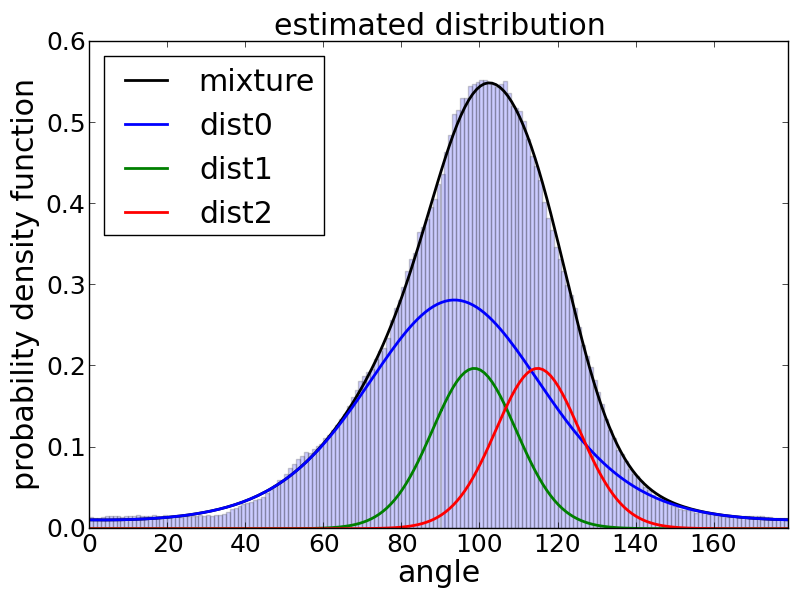 estimated distribution
0.6
0.5
0.4
0.3
0.2
0.1
0.0
probability density function
mixture
dist0
dist1
dist2
0 20 40 60 80 100 120 140 160
angle